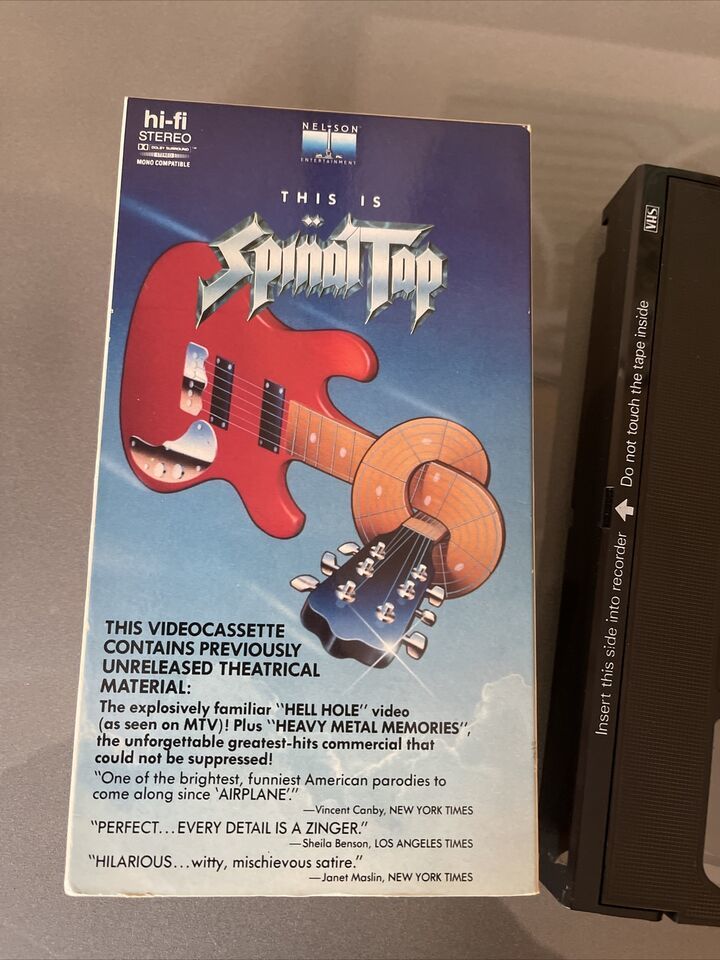 hi-fi
STEREO
DOLBY SURROUND
STEREO
MONO COMPATIBLE
NELSON
ENTERTAINMENT
THIS IS
Spın̈al Tap
THIS VIDEOCASSETTE
CONTAINS PREVIOUSLY
UNRELEASED THEATRICAL
MATERIAL:
The explosively familiar "HELL HOLE" video
(as seen on MTV)! Plus "HEAVY METAL MEMORIES",
the unforgettable greatest-hits commercial that
could not be suppressed!
"One of the brightest, funniest American parodies to
come along since 'AIRPLANE'."
—Vincent Canby, NEW YORK TIMES
"PERFECT...EVERY DETAIL IS A ZINGER."
—Sheila Benson, LOS ANGELES TIMES
"HILARIOUS...witty, mischievous satire."
—Janet Maslin, NEW YORK TIMES
VHS
Insert this side into recorder Do not touch the tape inside